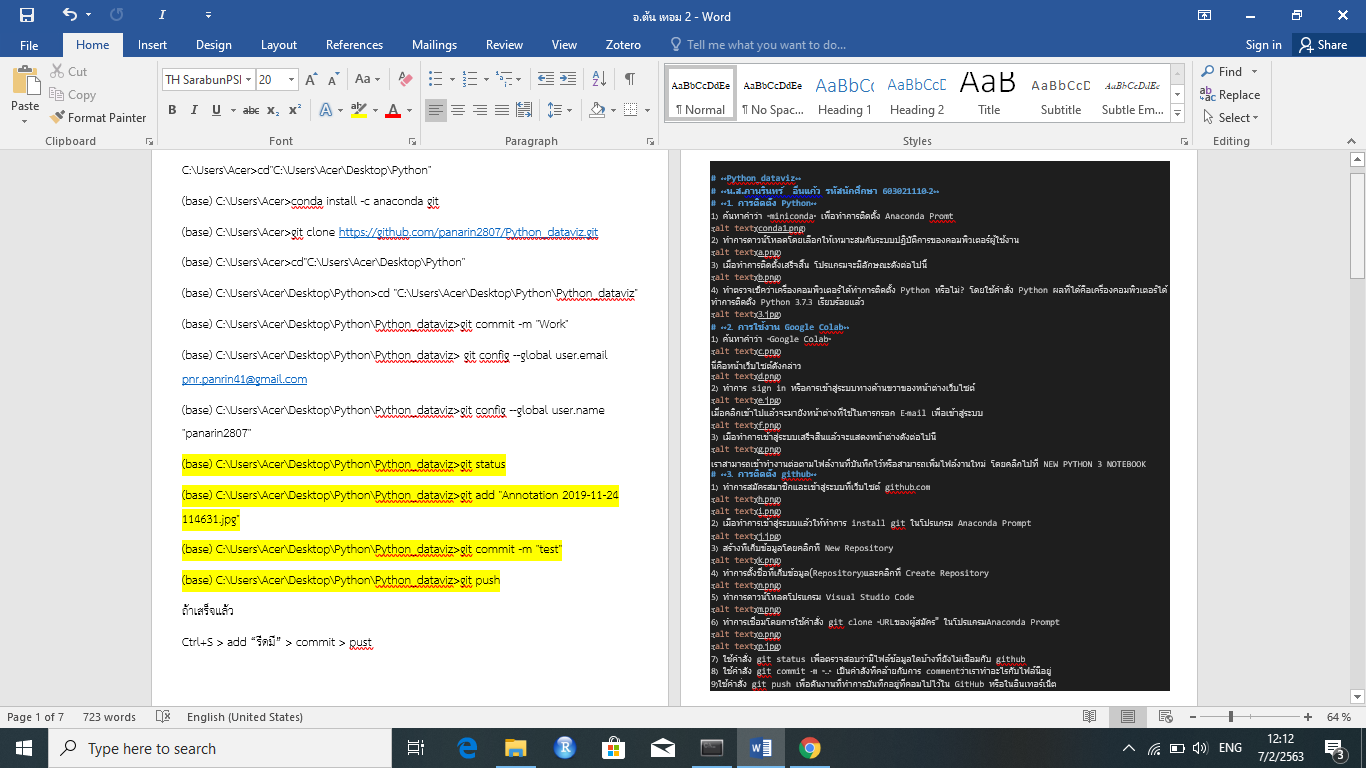 อ.ต้น เทอม 2 - Word
File Home Insert Design Layout References Mailings Review View Zotero Tell me what you want to do... Sign in Share
Paste
Cut
Copy
Format Painter
Clipboard
TH SarabunPSI 20
Font
Paragraph
AaBbCcDdEe AaBbCcDdEe AaBbCc AaBbCcD AaB AaBbCcD AaBbCcDdEe
¶ Normal ¶ No Spac... Heading 1 Heading 2 Title Subtitle Subtle Em...
Styles
Find
Replace
Select
Editing
C:\Users\Acer>cd"C:\Users\Acer\Desktop\Python"
(base) C:\Users\Acer>conda install -c anaconda git
(base) C:\Users\Acer>git clone https://github.com/panarin2807/Python_dataviz.git
(base) C:\Users\Acer>cd"C:\Users\Acer\Desktop\Python"
(base) C:\Users\Acer\Desktop\Python>cd "C:\Users\Acer\Desktop\Python\Python_dataviz"
(base) C:\Users\Acer\Desktop\Python\Python_dataviz>git commit -m "Work"
(base) C:\Users\Acer\Desktop\Python\Python_dataviz> git config --global user.email
pnr.panrin41@gmail.com
(base) C:\Users\Acer\Desktop\Python\Python_dataviz>git config --global user.name
"panarin2807"
(base) C:\Users\Acer\Desktop\Python\Python_dataviz>git status
(base) C:\Users\Acer\Desktop\Python\Python_dataviz>git add "Annotation 2019-11-24
114631.jpg"
(base) C:\Users\Acer\Desktop\Python\Python_dataviz>git commit -m "test"
(base) C:\Users\Acer\Desktop\Python\Python_dataviz>git push
ถ้าเสร็จแล้ว
Ctrl+S > add “รีดมี” > commit > pust
# **Python_dataviz**
# **น.ส.ภานรินทร์ อิ่นแก้ว รหัสนักศึกษา 603021110-2**
# **1. การติดตั้ง Python**
1) ค้นหาคำว่า "miniconda" เพื่อทำการติดตั้ง Anaconda Promt
![alt text](conda1.png)
2) ทำการดาวน์โหลดโดยเลือกให้เหมาะสมกับระบบปฏิบัติการของคอมพิวเตอร์ผู้ใช้งาน
![alt text](a.png)
3) เมื่อทำการติดตั้งเสร็จสิ้น โปรแกรมจะมีลักษณะดังต่อไปนี้
![alt text](b.png)
4) ทำตรวจเช็คว่าเครื่องคอมพิวเตอร์ได้ทำการติดตั้ง Python หรือไม่? โดยใช้คำสั่ง Python ผลที่ได้คือเครื่องคอมพิวเตอร์ได้
ทำการติดตั้ง Python 3.7.3 เรียบร้อยแล้ว
![alt text](3.jpg)
# **2. การใช้งาน Google Colab**
1) ค้นหาคำว่า "Google Colab"
![alt text](c.png)
นี่คือหน้าเว็บไซต์ดังกล่าว
![alt text](d.png)
2) ทำการ sign in หรือการเข้าสู่ระบบทางด้านขวาของหน้าต่างเว็บไซต์
![alt text](e.jpg)
เมื่อคลิกเข้าไปแล้วจะมายังหน้าต่างที่ใช้ในการกรอก E-mail เพื่อเข้าสู่ระบบ
![alt text](f.png)
3) เมื่อทำการเข้าสู่ระบบเสร็จสิ้นแล้วจะแสดงหน้าต่างดังต่อไปนี้
![alt text](g.png)
เราสามารถเข้าทำงานต่อตามไฟล์งานที่บันทึกไว้หรือสามารถเพิ่มไฟล์งานใหม่ โดยคลิกไปที่ NEW PYTHON 3 NOTEBOOK
# **3. การติดตั้ง github**
1) ทำการสมัครสมาชิกและเข้าสู่ระบบที่เว็บไซต์ github.com
![alt text](h.png)
![alt text](i.png)
2) เมื่อทำการเข้าสู่ระบบแล้วให้ทำการ install git ในโปรแกรม Anaconda Prompt
![alt text](j.jpg)
3) สร้างที่เก็บข้อมูลโดยคลิกที่ New Repository
![alt text](k.png)
4) ทำการตั้งชื่อที่เก็บข้อมูล(Repository)และคลิกที่ Create Repository
![alt text](n.png)
5) ทำการดาวน์โหลดโปรแกรม Visual Studio Code
![alt text](m.png)
6) ทำการเชื่อมโดยการใช้คำสั่ง git clone "URLของผู้สมัคร" ในโปรแกรมAnaconda Prompt
![alt text](o.png)
![alt text](p.jpg)
7) ใช้คำสั่ง git status เพื่อตรวจสอบว่ามีไฟล์ข้อมูลใดบ้างที่ยังไม่เชื่อมกับ github
8) ใช้คำสั่ง git commit -m "..." เป็นคำสั่งที่คล้ายกับการ commentว่าเราทำอะไรกับไฟล์นี้อยู่
9)ใช้คำสั่ง git push เพื่อดันงานที่ทำการบันทึกอยู่ที่คอมไปไว้ใน GitHub หรือในอินเทอร์เน็ต
Page 1 of 7 723 words English (United States) 64 %
Type here to search
ENG
12:12
7/2/2563
3